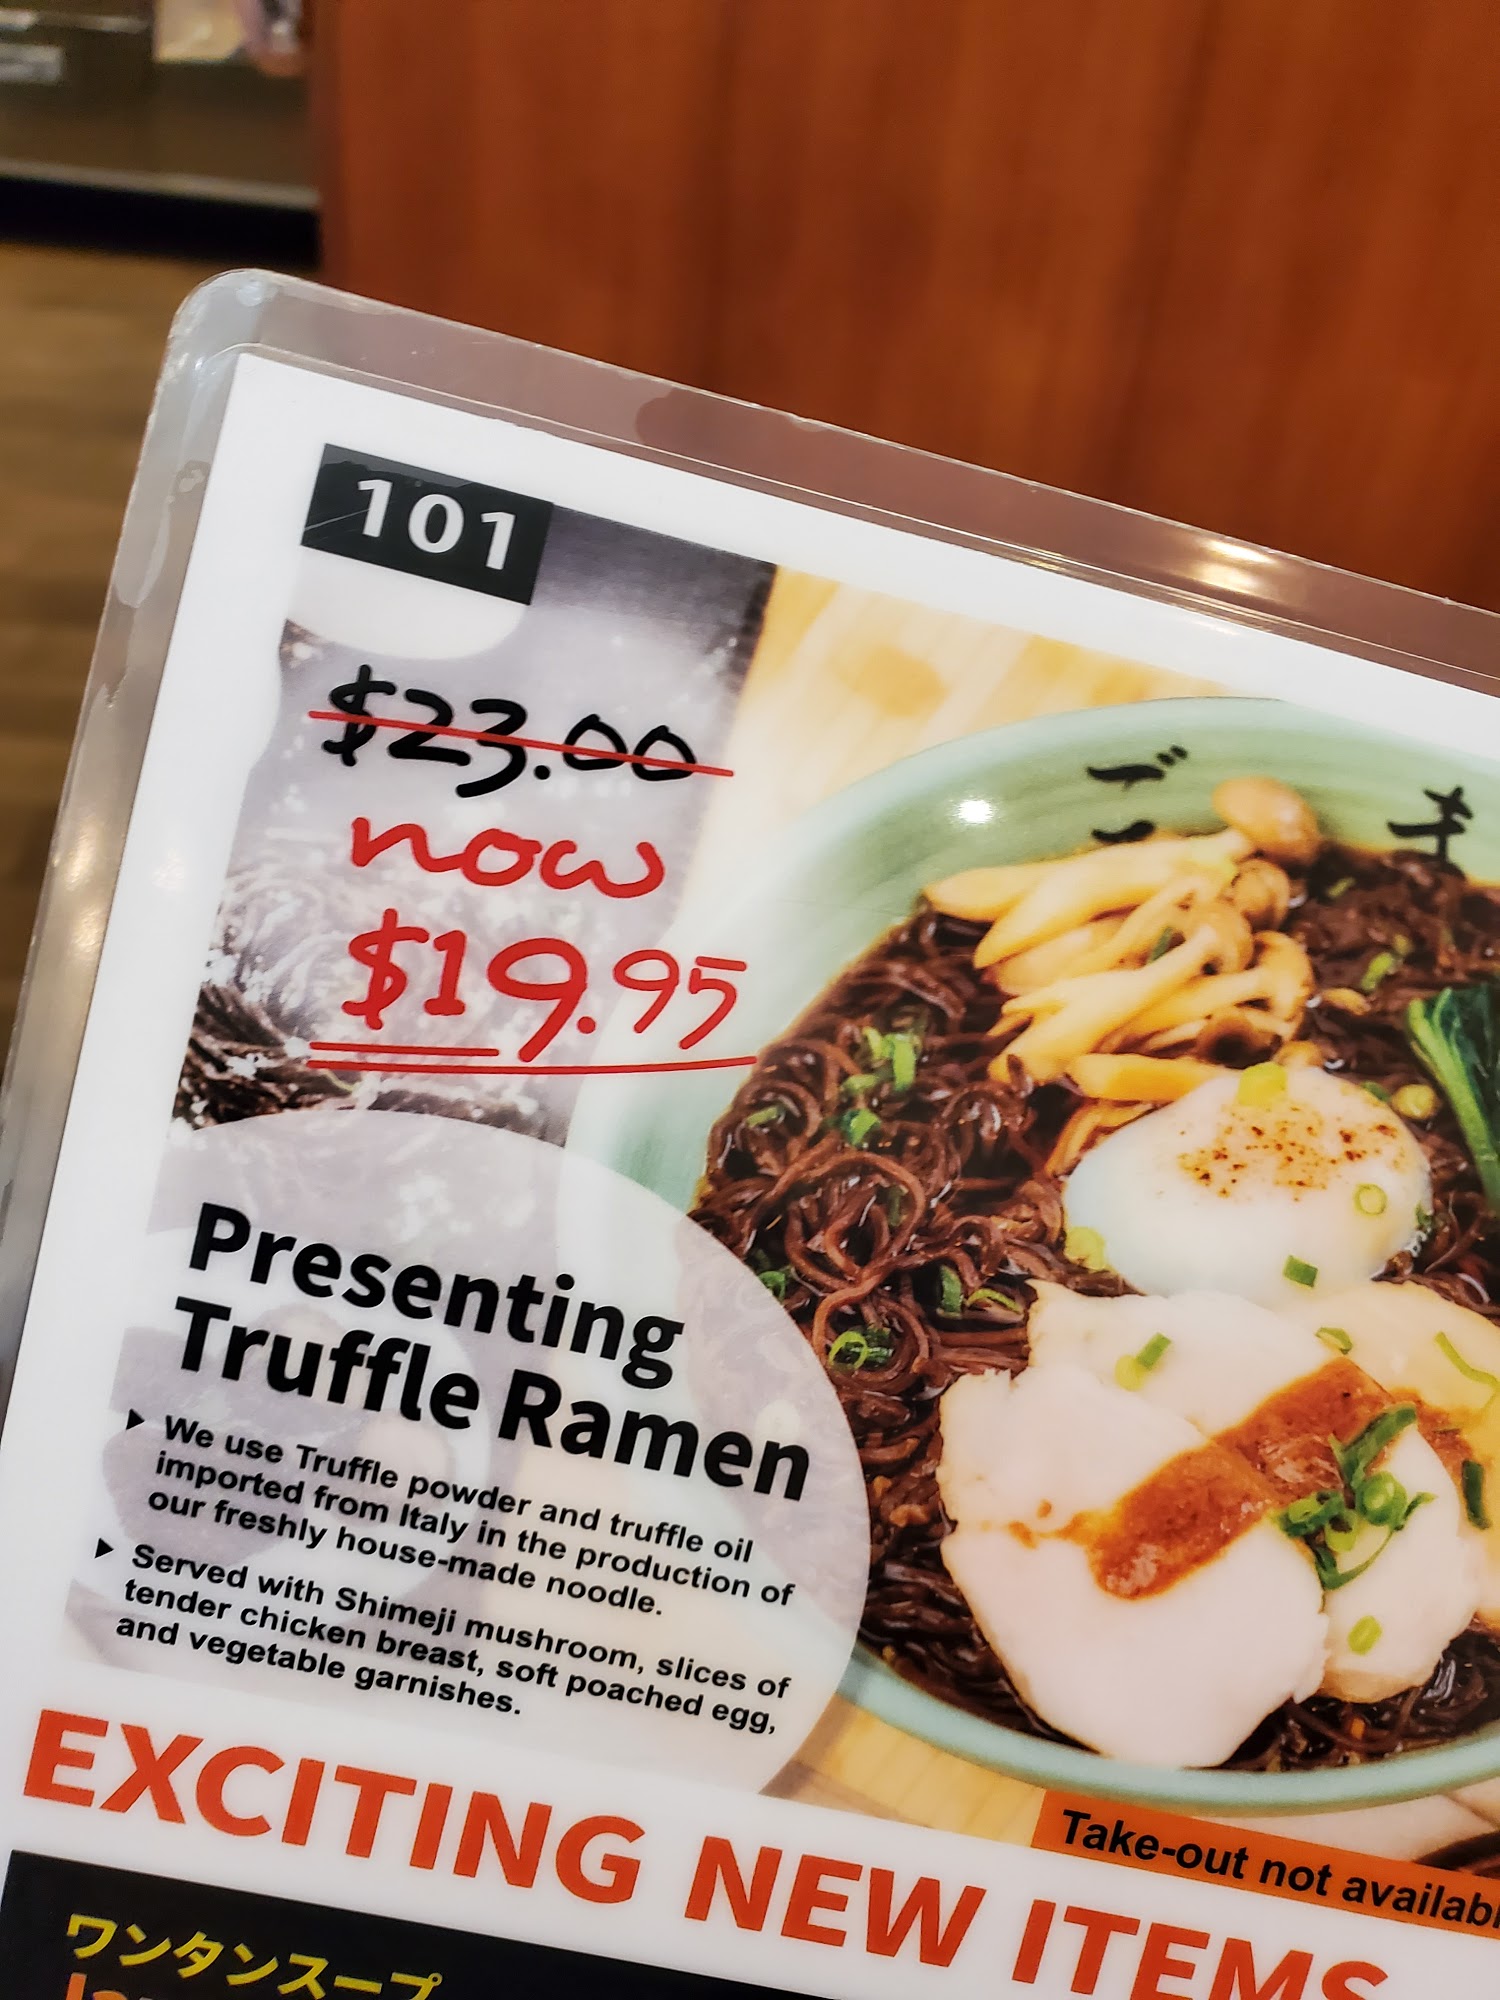 101
$23.00
now
$19.95
ごま
Presenting
Truffle Ramen
▶ We use Truffle powder and truffle oil
imported from Italy in the production of
our freshly house-made noodle.
▶ Served with Shimeji mushroom, slices of
tender chicken breast, soft poached egg,
and vegetable garnishes.
Take-out not
EXCITING NEW ITEMS
ワンタンスープ